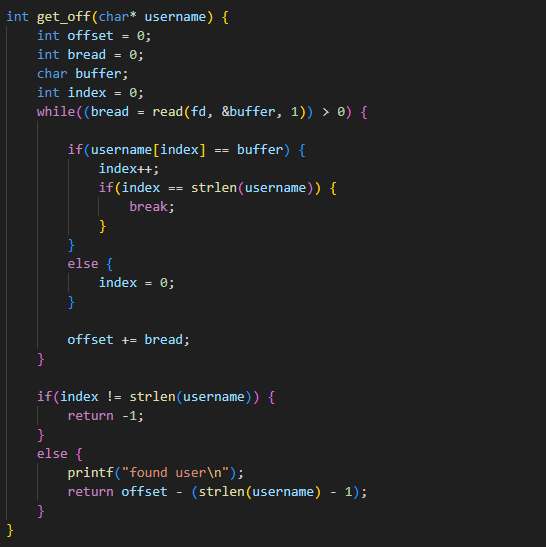 int get_off(char* username) {
    int offset = 0;
    int bread = 0;
    char buffer;
    int index = 0;
    while((bread = read(fd, &buffer, 1)) > 0) {

        if(username[index] == buffer) {
            index++;
            if(index == strlen(username)) {
                break;
            }
        }
        else {
            index = 0;
        }

        offset += bread;
    }

    if(index != strlen(username)) {
        return -1;
    }
    else {
        printf("found user\n");
        return offset - (strlen(username) - 1);
    }
}